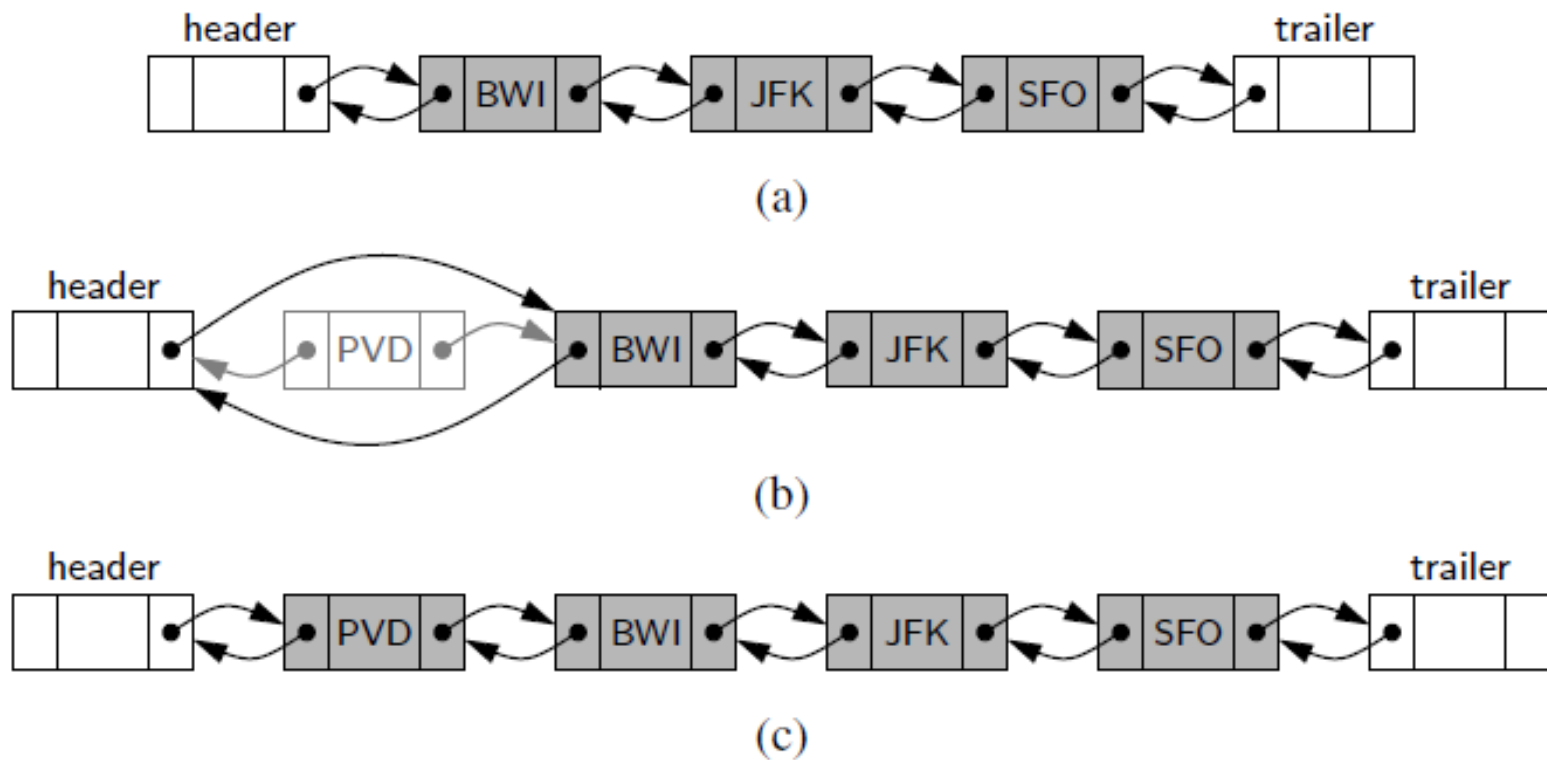 header trailer
BWI JFK SFO
(a)
header trailer
PVD BWI JFK SFO
(b)
header trailer
PVD BWI JFK SFO
(c)